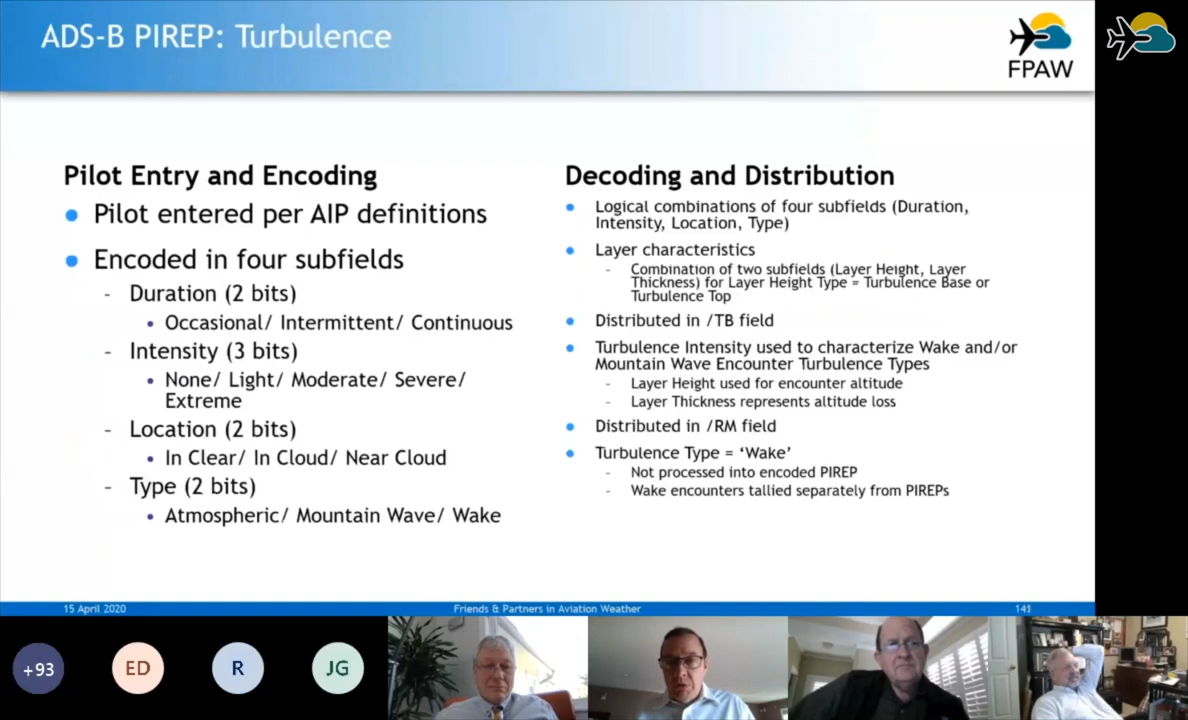 ADS-B PIREP: Turbulence
FPAW
Pilot Entry and Encoding
Pilot entered per AIP definitions
Encoded in four subfields
- Duration (2 bits)
Occasional/ Intermittent/ Continuous
- Intensity (3 bits)
None/ Light/ Moderate/ Severe/
Extreme
- Location (2 bits)
In Clear/ In Cloud/ Near Cloud
- Type (2 bits)
Atmospheric/ Mountain Wave/ Wake
Decoding and Distribution
Logical combinations of four subfields (Duration,
Intensity, Location, Type)
Layer characteristics
- Combination of two subfields (Layer Height, Layer
Thickness) for Layer Height Type = Turbulence Base or
Turbulence Top
Distributed in /TB field
Turbulence Intensity used to characterize Wake and/or
Mountain Wave Encounter Turbulence Types
- Layer Height used for encounter altitude
- Layer Thickness represents altitude loss
Distributed in /RM field
Turbulence Type = ‘Wake’
- Not processed into encoded PIREP
- Wake encounters tallied separately from PIREPs
15 April 2020
Friends & Partners in Aviation Weather
141
+93
ED
R
JG